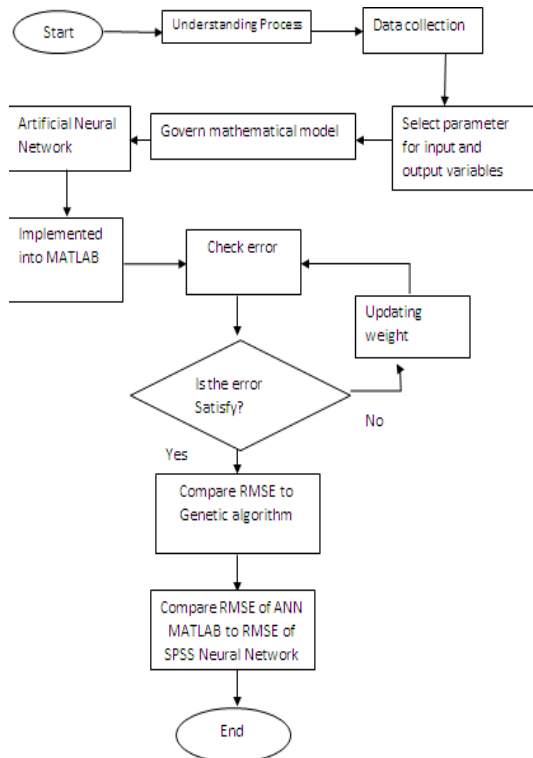 Start
Understanding Process
Data collection
Select parameter
for input and
output variables
Govern mathematical model
Artificial Neural
Network
Implemented
into MATLAB
Check error
Updating
weight
Is the error
Satisfy?
No
Yes
Compare RMSE to
Genetic algorithm
Compare RMSE of ANN
MATLAB to RMSE of
SPSS Neural Network
End